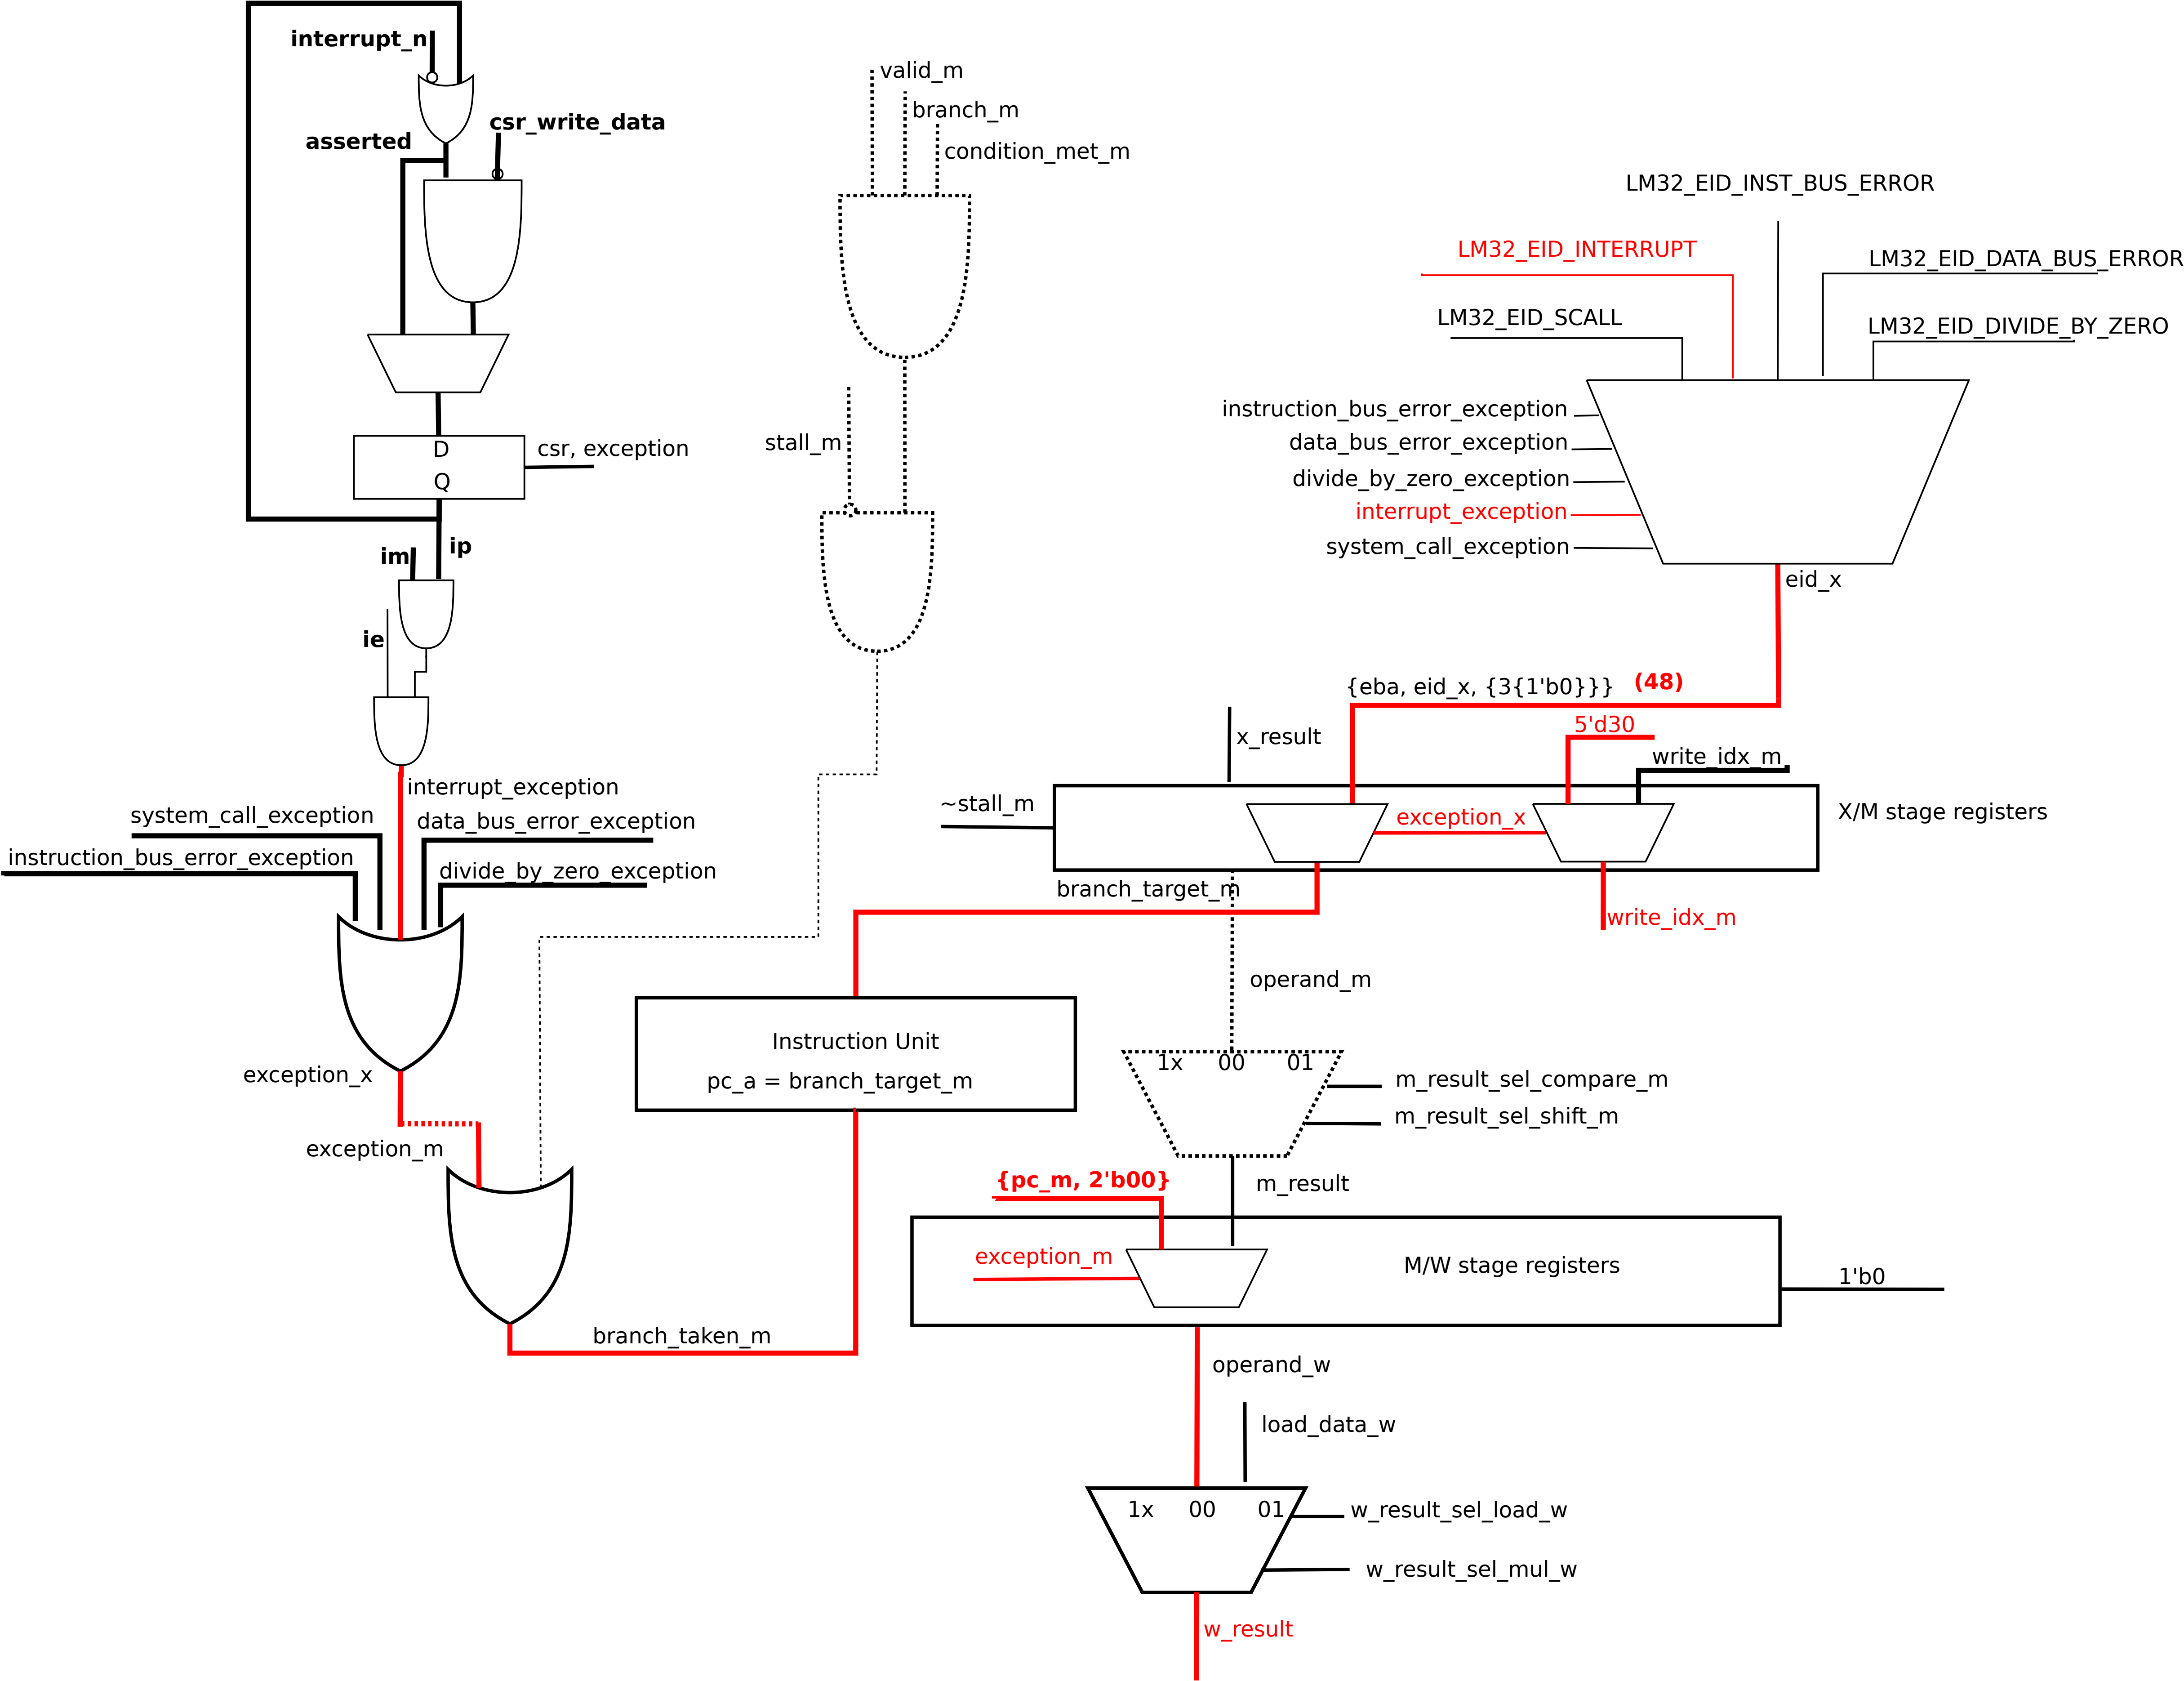 interrupt_n
asserted
csr_write_data
D
Q
csr, exception
im
ip
ie
interrupt_exception
system_call_exception
data_bus_error_exception
instruction_bus_error_exception
divide_by_zero_exception
exception_x
exception_m
branch_taken_m
valid_m
branch_m
condition_met_m
stall_m
Instruction Unit
pc_a = branch_target_m
LM32_EID_INST_BUS_ERROR
LM32_EID_INTERRUPT
LM32_EID_DATA_BUS_ERROR
LM32_EID_SCALL
LM32_EID_DIVIDE_BY_ZERO
instruction_bus_error_exception
data_bus_error_exception
divide_by_zero_exception
interrupt_exception
system_call_exception
eid_x
{eba, eid_x, {3{1'b0}}} (48)
5'd30
x_result
write_idx_m
~stall_m
exception_x
X/M stage registers
branch_target_m
write_idx_m
operand_m
1x 00 01
m_result_sel_compare_m
m_result_sel_shift_m
{pc_m, 2'b00}
m_result
exception_m
M/W stage registers
1'b0
operand_w
load_data_w
1x 00 01
w_result_sel_load_w
w_result_sel_mul_w
w_result